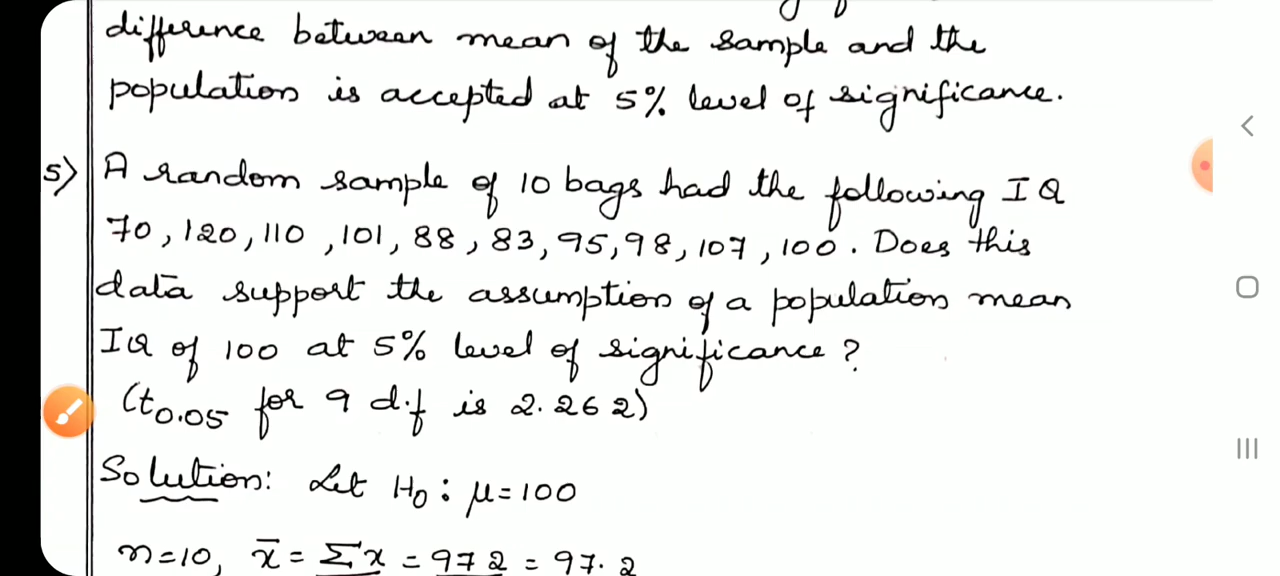 difference between mean of the sample and the
population is accepted at 5% level of significance.
5) A random sample of 10 bags had the following IQ
70, 120, 110, 101, 88, 83, 95, 98, 107, 100. Does this
data support the assumption of a population mean
IQ of 100 at 5% level of significance?
(t0.05 for 9 d.f is 2.262)
Solution: Let H0 : μ = 100
n=10, x̄ = Σx = 972 = 97.2